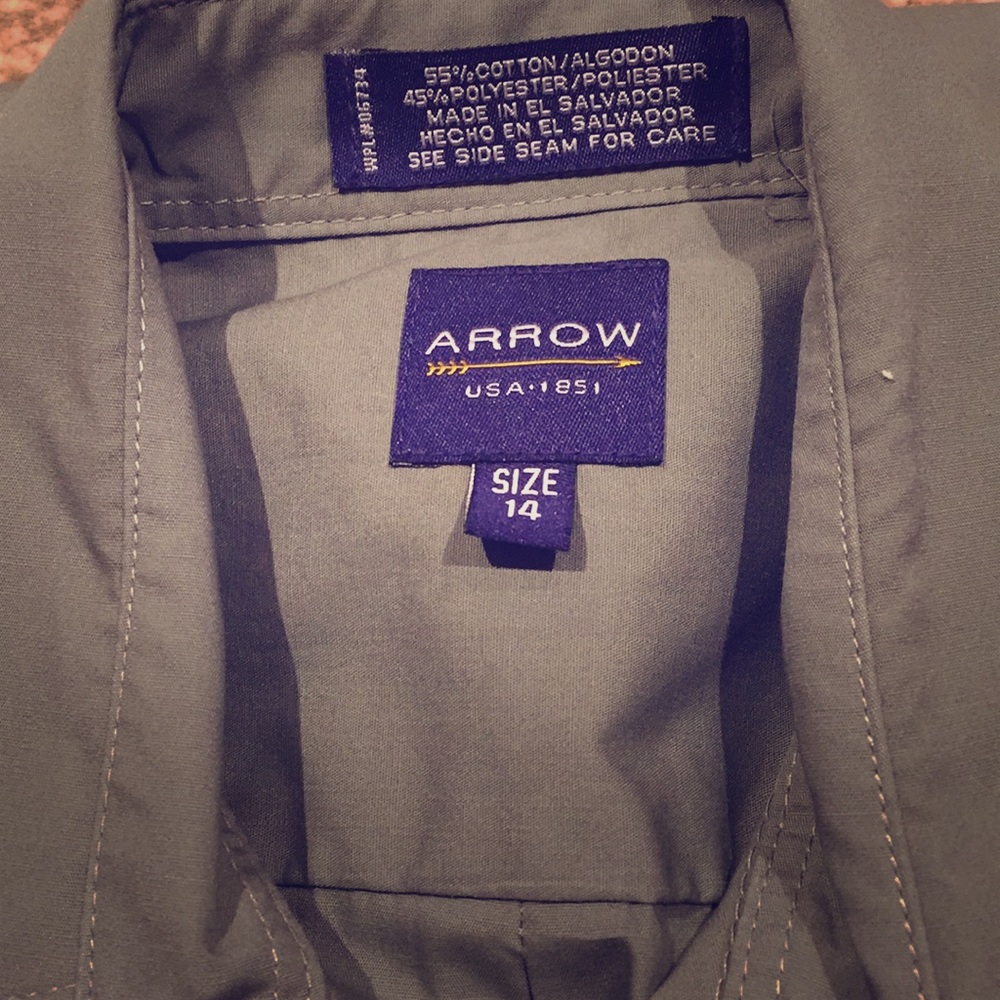 55% COTTON/ALGODON
45% POLYESTER/POLIESTER
MADE IN EL SALVADOR
HECHO EN EL SALVADOR
SEE SIDE SEAM FOR CARE
WPL#06734
ARROW
USA·1851
SIZE
14